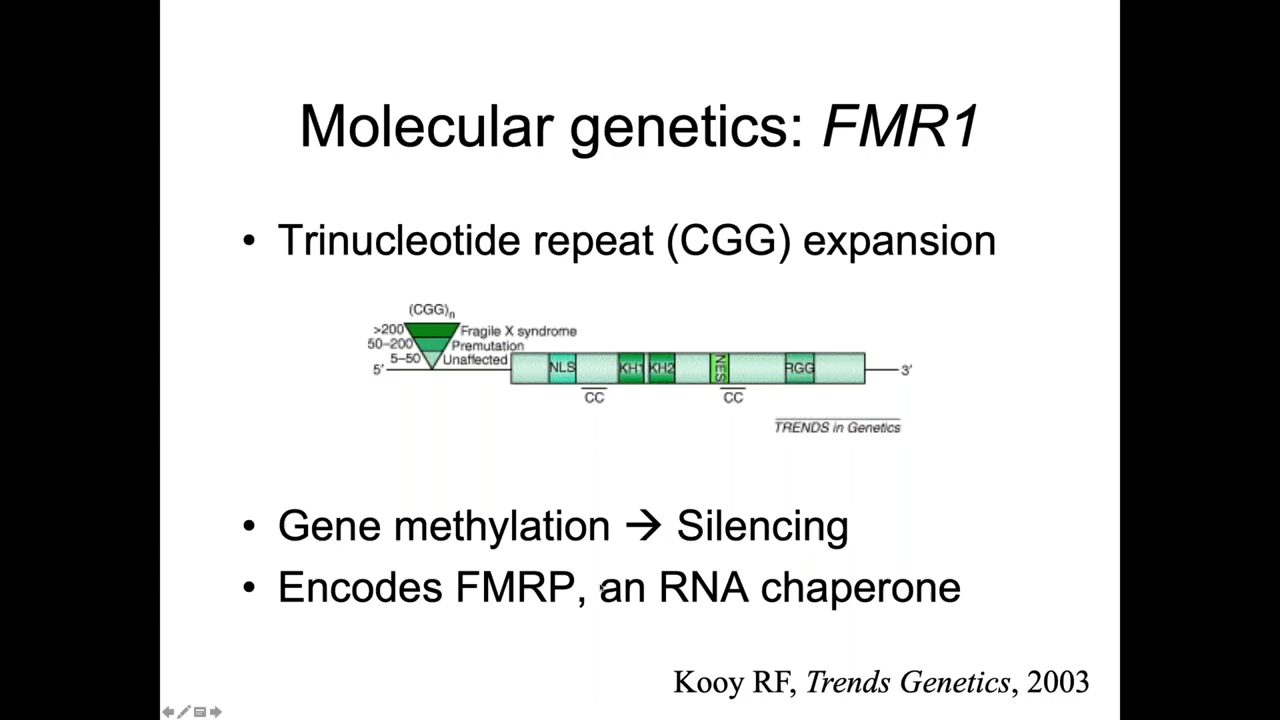 Molecular genetics: FMR1
• Trinucleotide repeat (CGG) expansion
(CGG)n
>200 Fragile X syndrome
50–200 Premutation
5–50 Unaffected
5′ NLS KH1 KH2 NES RGG 3′
CC CC
TRENDS in Genetics
• Gene methylation → Silencing
• Encodes FMRP, an RNA chaperone
Kooy RF, Trends Genetics, 2003